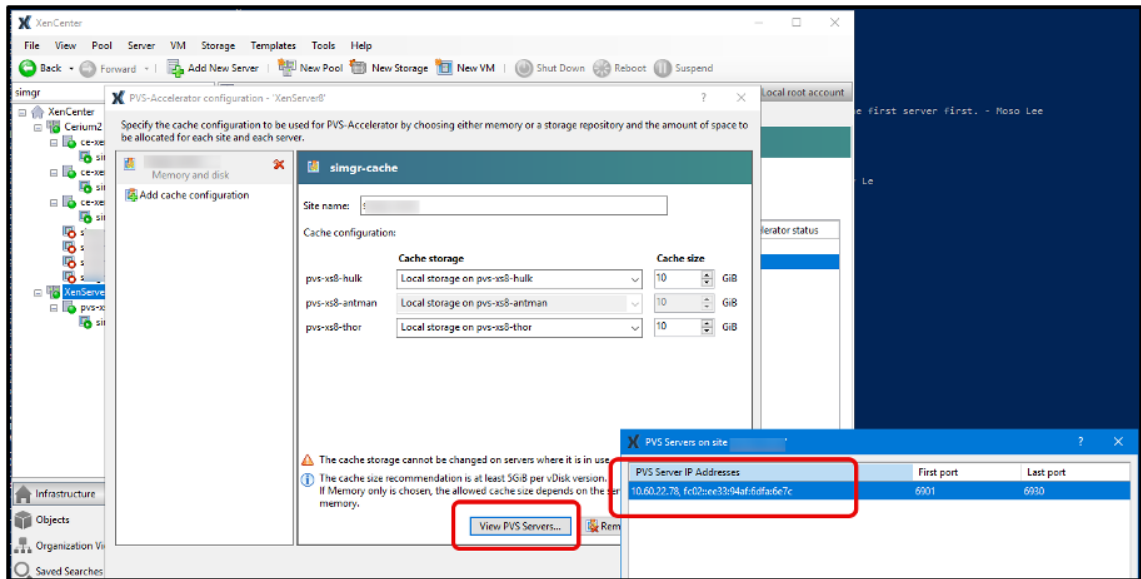 XenCenter
File View Pool Server VM Storage Templates Tools Help
Back Forward Add New Server New Pool New Storage New VM Shut Down Reboot Suspend
simgr
Local root account
XenCenter
Cerium2
ce-xe
si
ce-xe
si
ce-xe
si
XenServe
pvs-x
si
e first server first. - Moso Lee
Le
lerator status
PVS-Accelerator configuration - 'XenServer8'
Specify the cache configuration to be used for PVS-Accelerator by choosing either memory or a storage repository and the amount of space to
be allocated for each site and each server.
Memory and disk
Add cache configuration
simgr-cache
Site name:
Cache configuration:
Cache storage Cache size
pvs-xs8-hulk Local storage on pvs-xs8-hulk 10 GiB
pvs-xs8-antman Local storage on pvs-xs8-antman 10 GiB
pvs-xs8-thor Local storage on pvs-xs8-thor 10 GiB
The cache storage cannot be changed on servers where it is in use
The cache size recommendation is at least 5GiB per vDisk version.
If Memory only is chosen, the allowed cache size depends on the ser
memory.
View PVS Servers... Rem
Infrastructure
Objects
Organization Vi
Saved Searches
PVS Servers on site
PVS Server IP Addresses First port Last port
10.60.22.78, fc02::ee33:94af:6dfa:6e7c 6901 6930